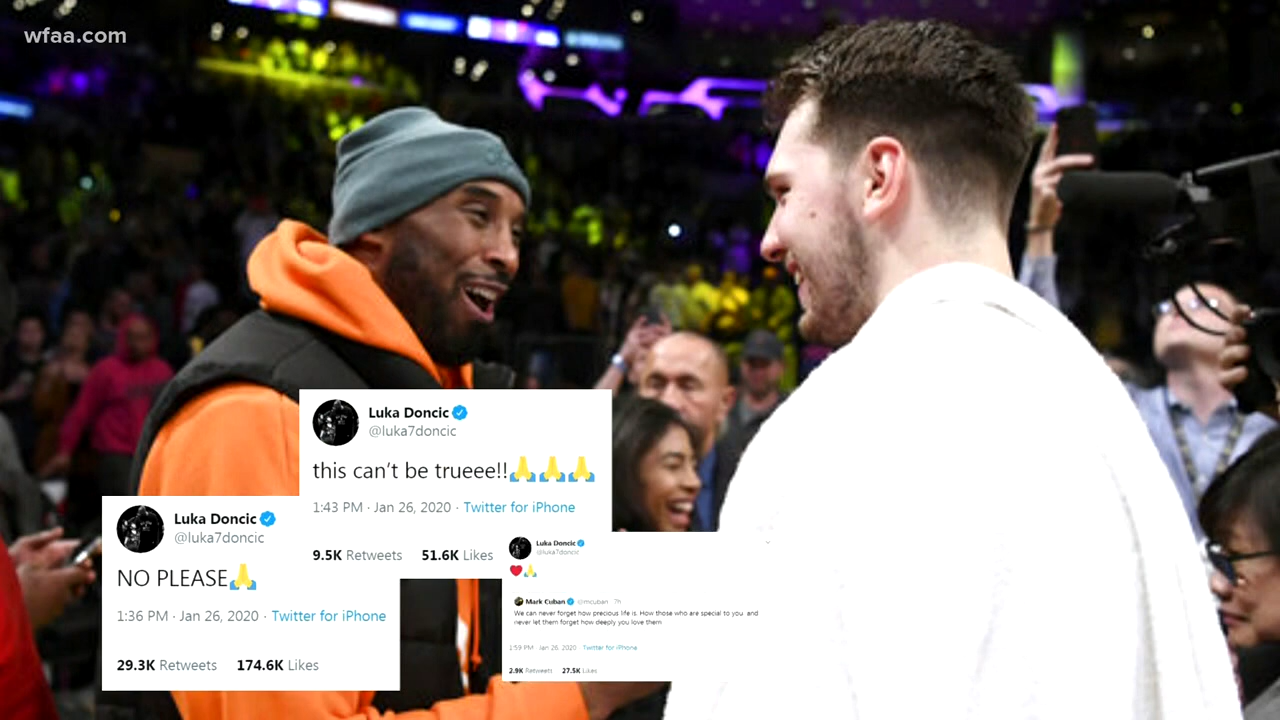 wfaa.com
Luka Doncic
@luka7doncic
this can't be trueee!!🙏🙏🙏
1:43 PM · Jan 26, 2020 · Twitter for iPhone
9.5K Retweets 51.6K Likes
Luka Doncic
@luka7doncic
NO PLEASE🙏
1:36 PM · Jan 26, 2020 · Twitter for iPhone
29.3K Retweets 174.6K Likes
Luka Doncic
@luka7doncic
❤️🙏
Mark Cuban @mcuban · 7h
We can never forget how precious life is. How those who are special to you and
never let them forget how deeply you love them
1:59 PM · Jan 26, 2020 · Twitter for iPhone
2.9K Retweets 27.5K Likes